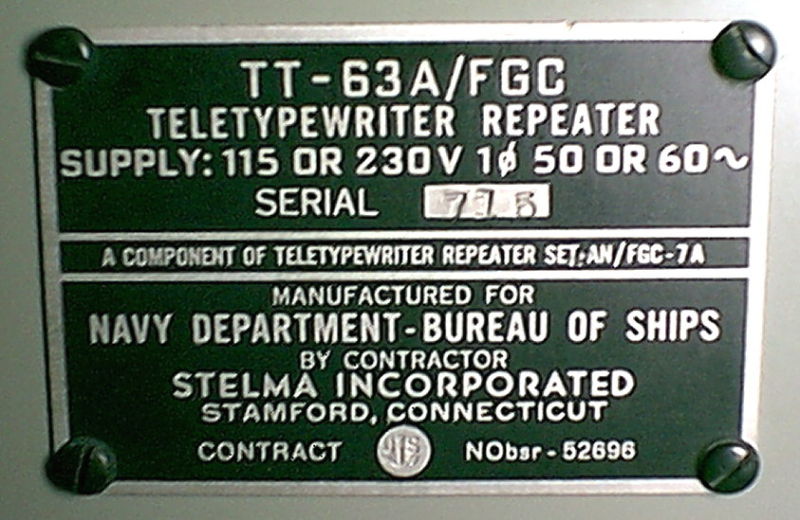 TT-63A/FGC
TELETYPEWRITER REPEATER
SUPPLY: 115 OR 230V 1ϕ 50 OR 60~
SERIAL 775
A COMPONENT OF TELETYPEWRITER REPEATER SET, AN/FGC-7A
MANUFACTURED FOR
NAVY DEPARTMENT-BUREAU OF SHIPS
BY CONTRACTOR
STELMA INCORPORATED
STAMFORD, CONNECTICUT
CONTRACT NObsr-52696